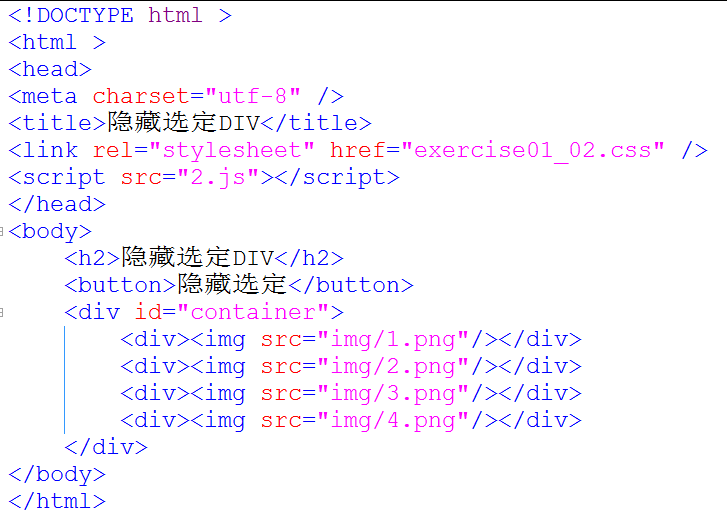 <!DOCTYPE html >
<html >
<head>
<meta charset="utf-8" />
<title>隐藏选定DIV</title>
<link rel="stylesheet" href="exercise01_02.css" />
<script src="2.js"></script>
</head>
<body>
    <h2>隐藏选定DIV</h2>
    <button>隐藏选定</button>
    <div id="container">
        <div><img src="img/1.png"/></div>
        <div><img src="img/2.png"/></div>
        <div><img src="img/3.png"/></div>
        <div><img src="img/4.png"/></div>
    </div>
</body>
</html>